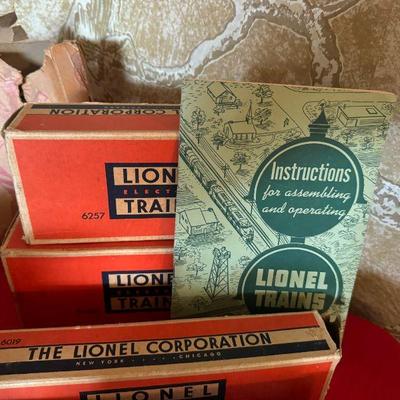 CORPORATION
LIONEL
ELECTRIC
TRAINS
6257
LIONEL
TRAINS
Instructions
for assembling
and operating
LIONEL
TRAINS
6019
THE LIONEL CORPORATION
NEW YORK · · · · · CHICAGO
LIONEL